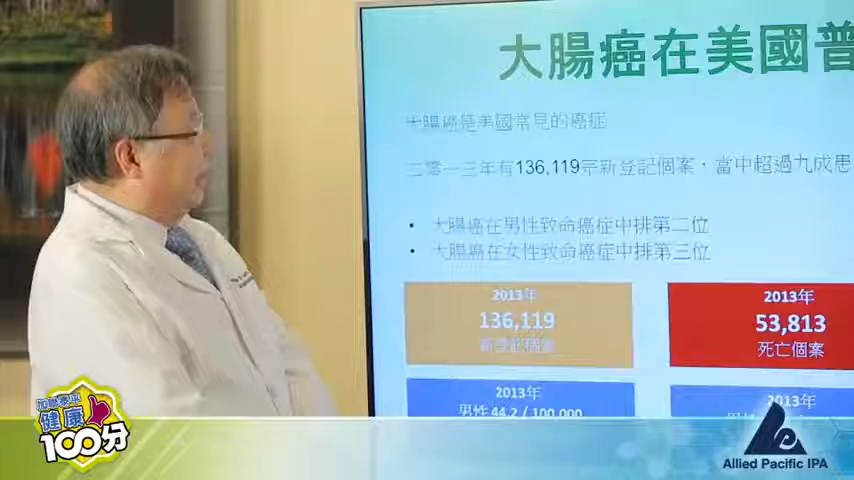 大腸癌在美國普
大腸癌是美國常見的癌症
二零一三年有136,119宗新登記個案，當中超過九成患
• 大腸癌在男性致命癌症中排第二位
• 大腸癌在女性致命癌症中排第三位
2013年
136,119
新登記個案
2013年
53,813
死亡個案
2013年
男性 44.2 / 100,000
2013年
健康
100分
Allied Pacific IPA